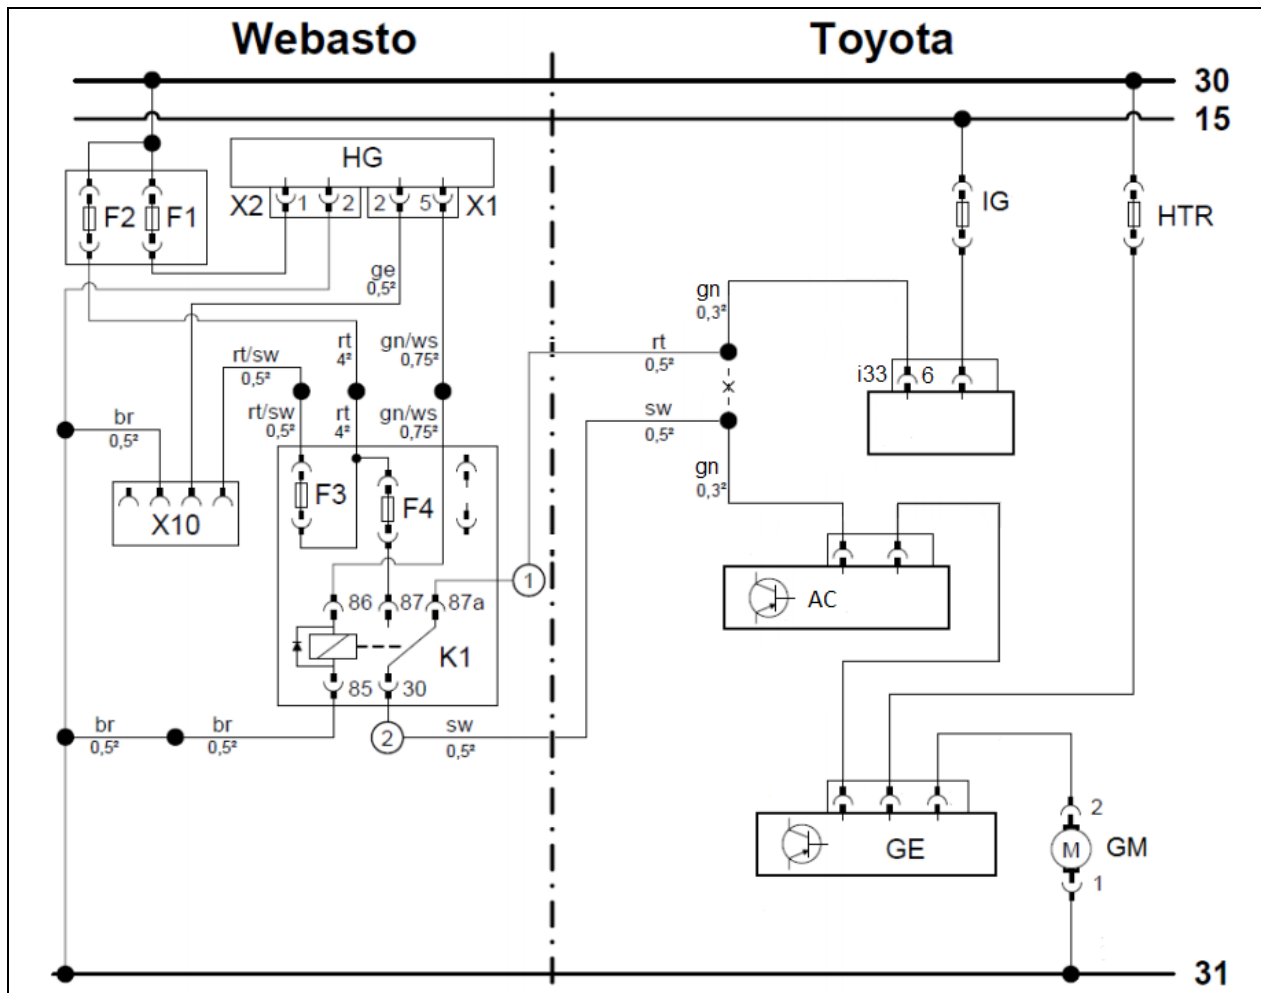 Webasto
Toyota
30
15
HG
X2 1 2 2 5 X1
F2 F1
IG
HTR
ge
0,5²
gn
0,3²
rt/sw
0,5²
rt
4²
gn/ws
0,75²
rt
0,5²
i33 6
br
0,5²
rt/sw
0,5²
rt
4²
gn/ws
0,75²
sw
0,5²
gn
0,3²
F3
F4
X10
1
86 87 87a
AC
K1
85 30
br
0,5²
br
0,5²
2
sw
0,5²
2
GE
M
GM
1
31